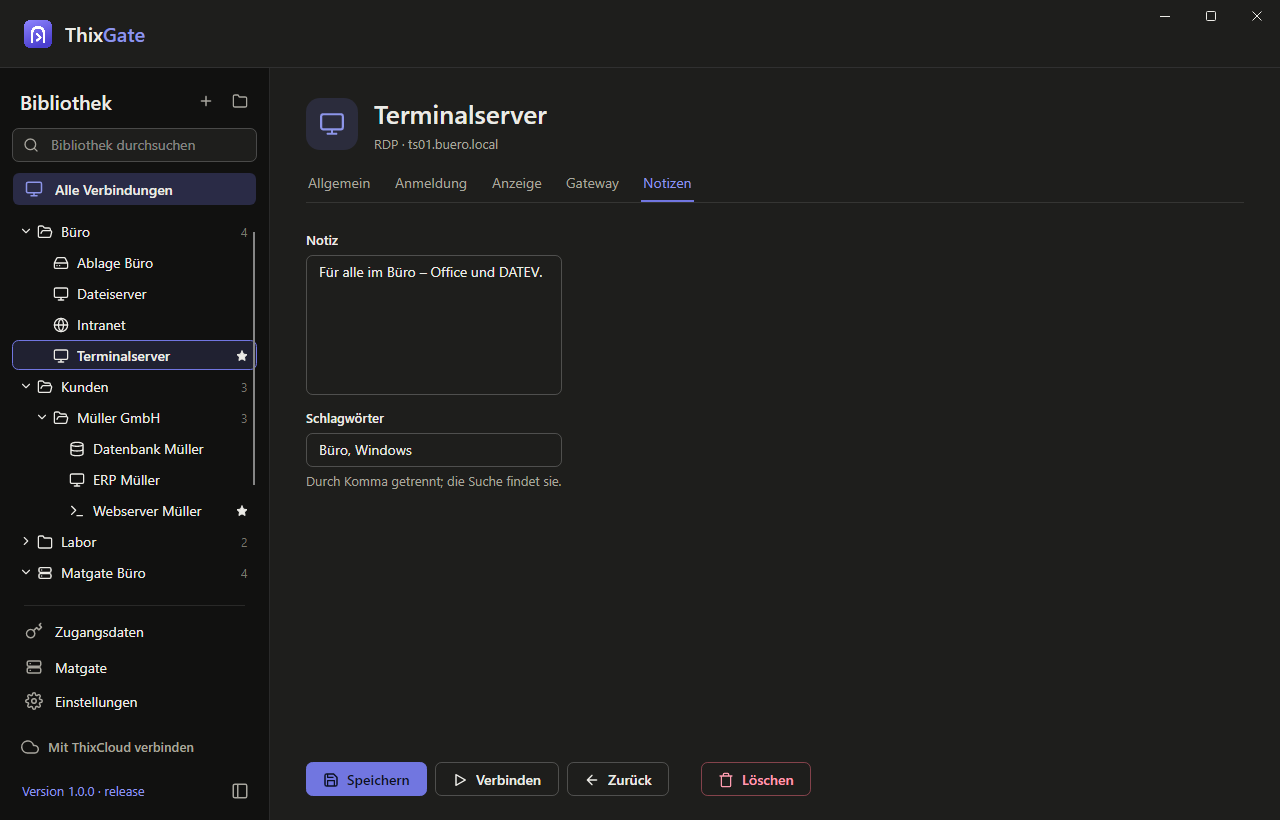 ThixGate
Bibliothek
Bibliothek durchsuchen
Alle Verbindungen
Büro 4
Ablage Büro
Dateiserver
Intranet
Terminalserver
Kunden 3
Müller GmbH 3
Datenbank Müller
ERP Müller
Webserver Müller
Labor 2
Matgate Büro 4
Zugangsdaten
Matgate
Einstellungen
Mit ThixCloud verbinden
Version 1.0.0 · release
Terminalserver
RDP · ts01.buero.local
Allgemein Anmeldung Anzeige Gateway Notizen
Notiz
Für alle im Büro – Office und DATEV.
Schlagwörter
Büro, Windows
Durch Komma getrennt; die Suche findet sie.
Speichern Verbinden Zurück Löschen